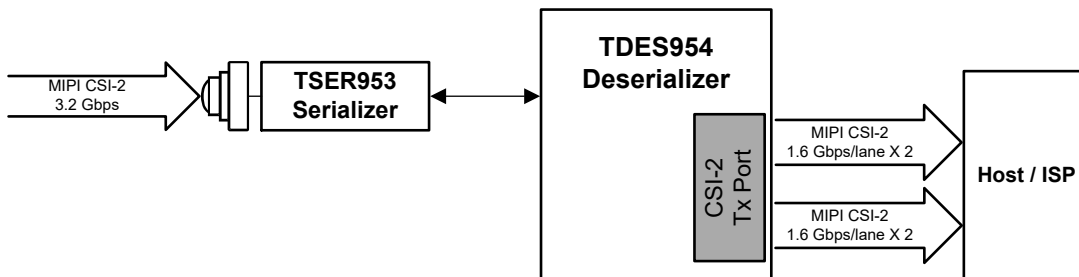 MIPI CSI-2
3.2 Gbps
TSER953
Serializer
TDES954
Deserializer
CSI-2
Tx Port
MIPI CSI-2
1.6 Gbps/lane X 2
MIPI CSI-2
1.6 Gbps/lane X 2
Host / ISP